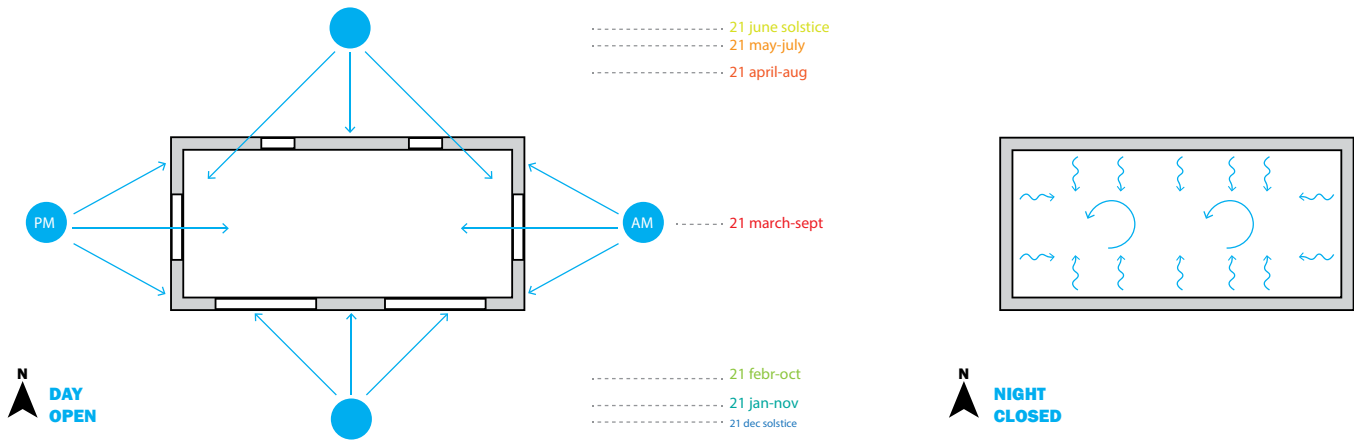 21 june solstice
21 may-july
21 april-aug
PM
AM
21 march-sept
21 febr-oct
21 jan-nov
21 dec solstice
N
DAY
OPEN
N
NIGHT
CLOSED